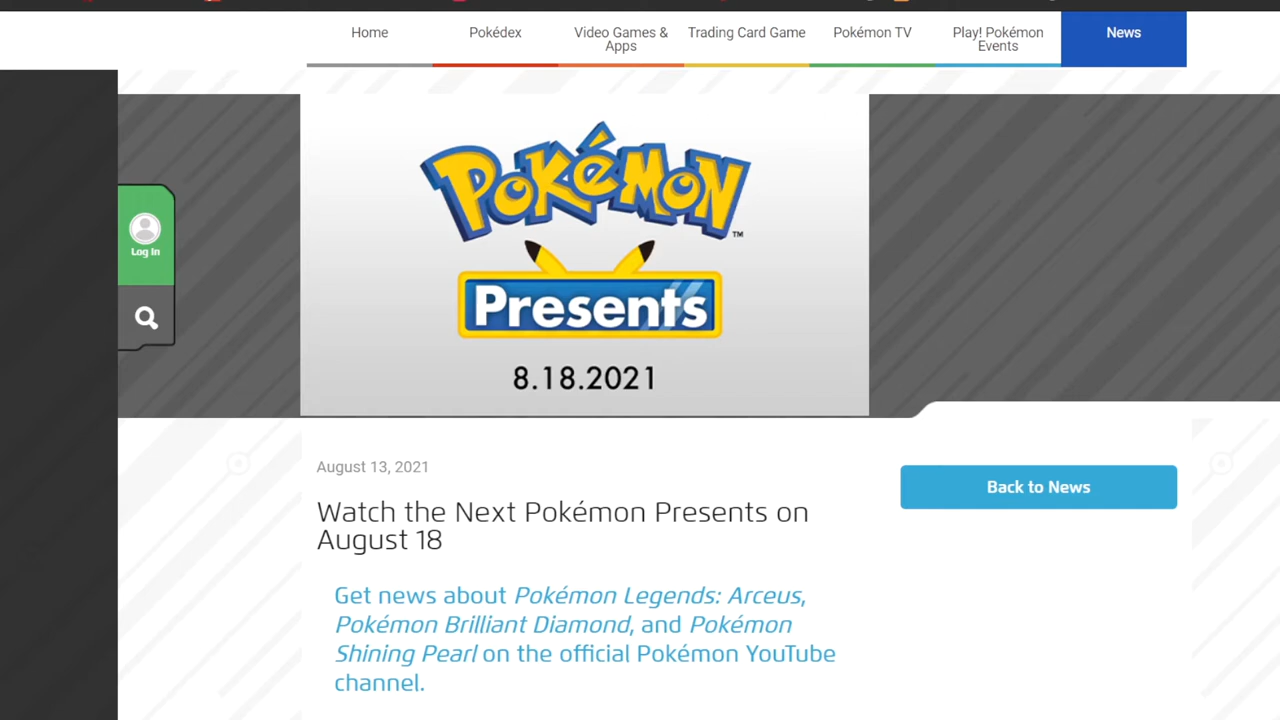 Home
Pokédex
Video Games &
Apps
Trading Card Game
Pokémon TV
Play! Pokémon
Events
News
POKéMON
TM
Presents
8.18.2021
Log In
August 13, 2021
Watch the Next Pokémon Presents on
August 18
Back to News
Get news about Pokémon Legends: Arceus,
Pokémon Brilliant Diamond, and Pokémon
Shining Pearl on the official Pokémon YouTube
channel.